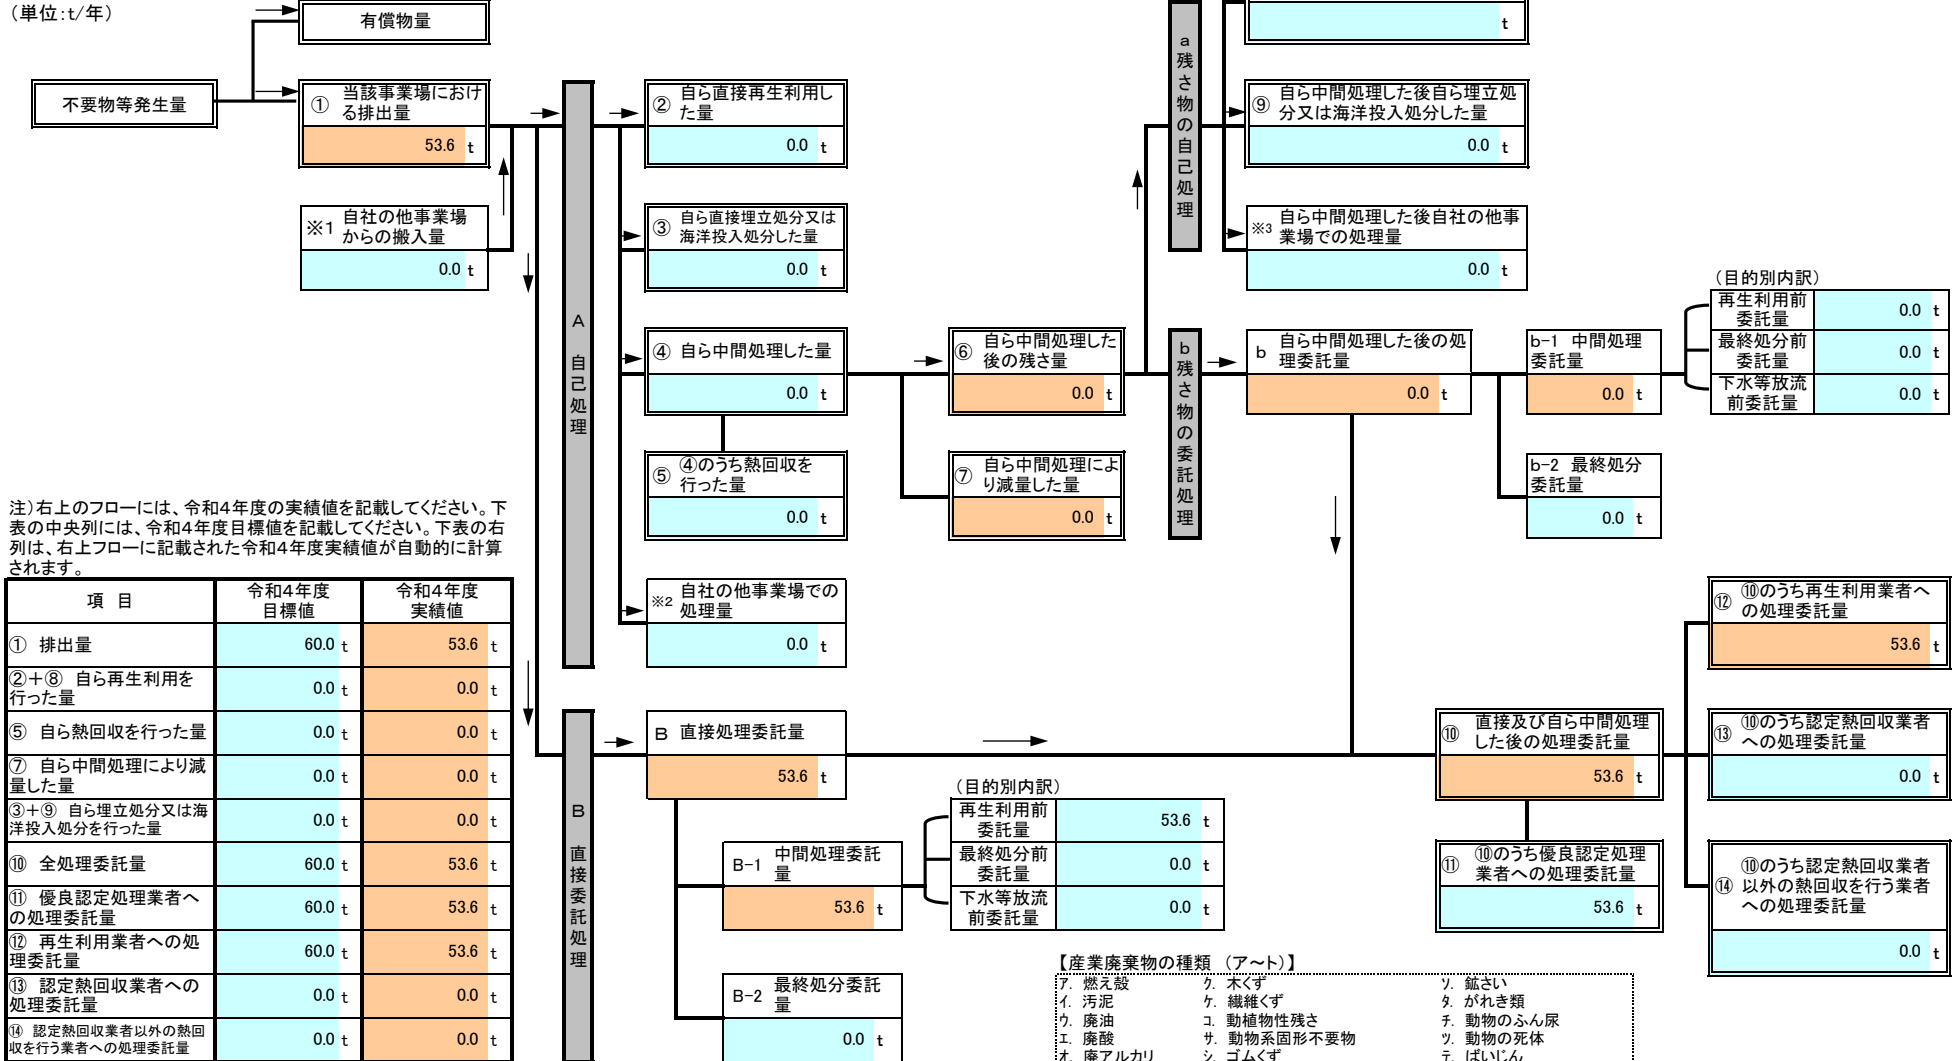 （単位：t/年）
有償物量
不要物等発生量
① 当該事業場におけ
る排出量
53.6 t
※1 自社の他事業場
からの搬入量
0.0 t
A 自己処理
② 自ら直接再生利用し
た量
0.0 t
③ 自ら直接埋立処分又は
海洋投入処分した量
0.0 t
④ 自ら中間処理した量
0.0 t
⑤ ④のうち熱回収を
行った量
0.0 t
※2 自社の他事業場での
処理量
0.0 t
⑥ 自ら中間処理した
後の残さ量
0.0 t
⑦ 自ら中間処理によ
り減量した量
0.0 t
a 残さ物の自己処理
t
⑨ 自ら中間処理した後自ら埋立処
分又は海洋投入処分した量
0.0 t
※3 自ら中間処理した後自社の他事
業場での処理量
0.0 t
b 残さ物の委託処理
b 自ら中間処理した後の処
理委託量
0.0 t
b-1 中間処理
委託量
0.0 t
b-2 最終処分
委託量
0.0 t
（目的別内訳）
再生利用前
委託量
0.0 t
最終処分前
委託量
0.0 t
下水等放流
前委託量
0.0 t
注）右上のフローには、令和4年度の実績値を記載してください。下
表の中央列には、令和4年度目標値を記載してください。下表の右
列は、右上フローに記載された令和4年度実績値が自動的に計算
されます。
項 目
令和4年度
目標値
令和4年度
実績値
① 排出量 60.0 t 53.6 t
②＋⑧ 自ら再生利用を
行った量
0.0 t 0.0 t
⑤ 自ら熱回収を行った量 0.0 t 0.0 t
⑦ 自ら中間処理により減
量した量
0.0 t 0.0 t
③＋⑨ 自ら埋立処分又は海
洋投入処分を行った量
0.0 t 0.0 t
⑩ 全処理委託量 60.0 t 53.6 t
⑪ 優良認定処理業者へ
の処理委託量
60.0 t 53.6 t
⑫ 再生利用業者への処
理委託量
60.0 t 53.6 t
⑬ 認定熱回収業者への
処理委託量
0.0 t 0.0 t
⑭ 認定熱回収業者以外の熱回
収を行う業者への処理委託量
0.0 t 0.0 t
B 直接委託処理
B 直接処理委託量
53.6 t
B-1 中間処理委託
量
53.6 t
B-2 最終処分委託
量
0.0 t
（目的別内訳）
再生利用前
委託量
53.6 t
最終処分前
委託量
0.0 t
下水等放流
前委託量
0.0 t
⑩ 直接及び自ら中間処理
した後の処理委託量
53.6 t
⑪ ⑩のうち優良認定処理
業者への処理委託量
53.6 t
⑫ ⑩のうち再生利用業者へ
の処理委託量
53.6 t
⑬ ⑩のうち認定熱回収業者
への処理委託量
0.0 t
⑭ ⑩のうち認定熱回収業者
以外の熱回収を行う業者
への処理委託量
0.0 t
【産業廃棄物の種類 （ア～ト）】
ｱ. 燃え殻 ｸ. 木くず ｿ. 鉱さい
ｲ. 汚泥 ｹ. 繊維くず ﾀ. がれき類
ｳ. 廃油 ｺ. 動植物性残さ ﾁ. 動物のふん尿
ｴ. 廃酸 ｻ. 動物系固形不要物 ﾂ. 動物の死体
ｵ. 廃アルカリ ｼ. ゴムくず ﾃ. ばいじん